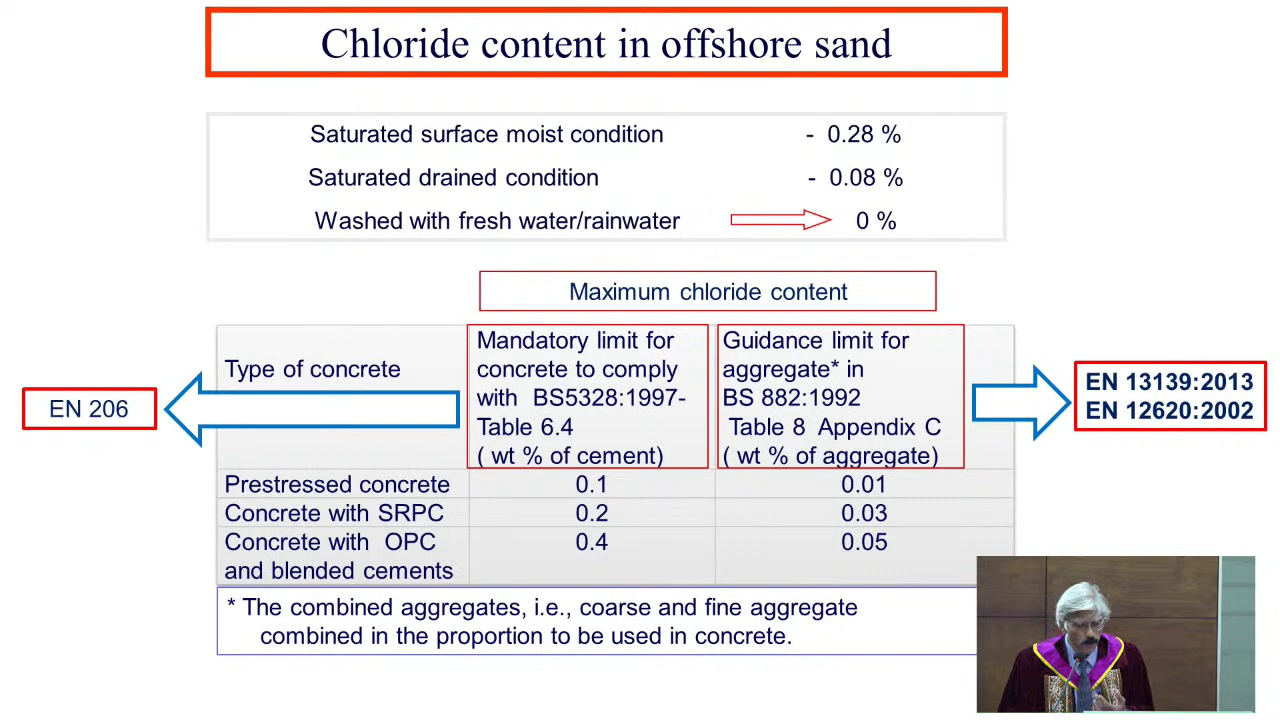 Chloride content in offshore sand
Saturated surface moist condition - 0.28 %
Saturated drained condition - 0.08 %
Washed with fresh water/rainwater 0 %
Maximum chloride content
Type of concrete
Mandatory limit for
concrete to comply
with BS5328:1997-
Table 6.4
( wt % of cement)
Guidance limit for
aggregate* in
BS 882:1992
Table 8 Appendix C
( wt % of aggregate)
EN 206
EN 13139:2013
EN 12620:2002
Prestressed concrete 0.1 0.01
Concrete with SRPC 0.2 0.03
Concrete with OPC 0.4 0.05
and blended cements
* The combined aggregates, i.e., coarse and fine aggregate
combined in the proportion to be used in concrete.